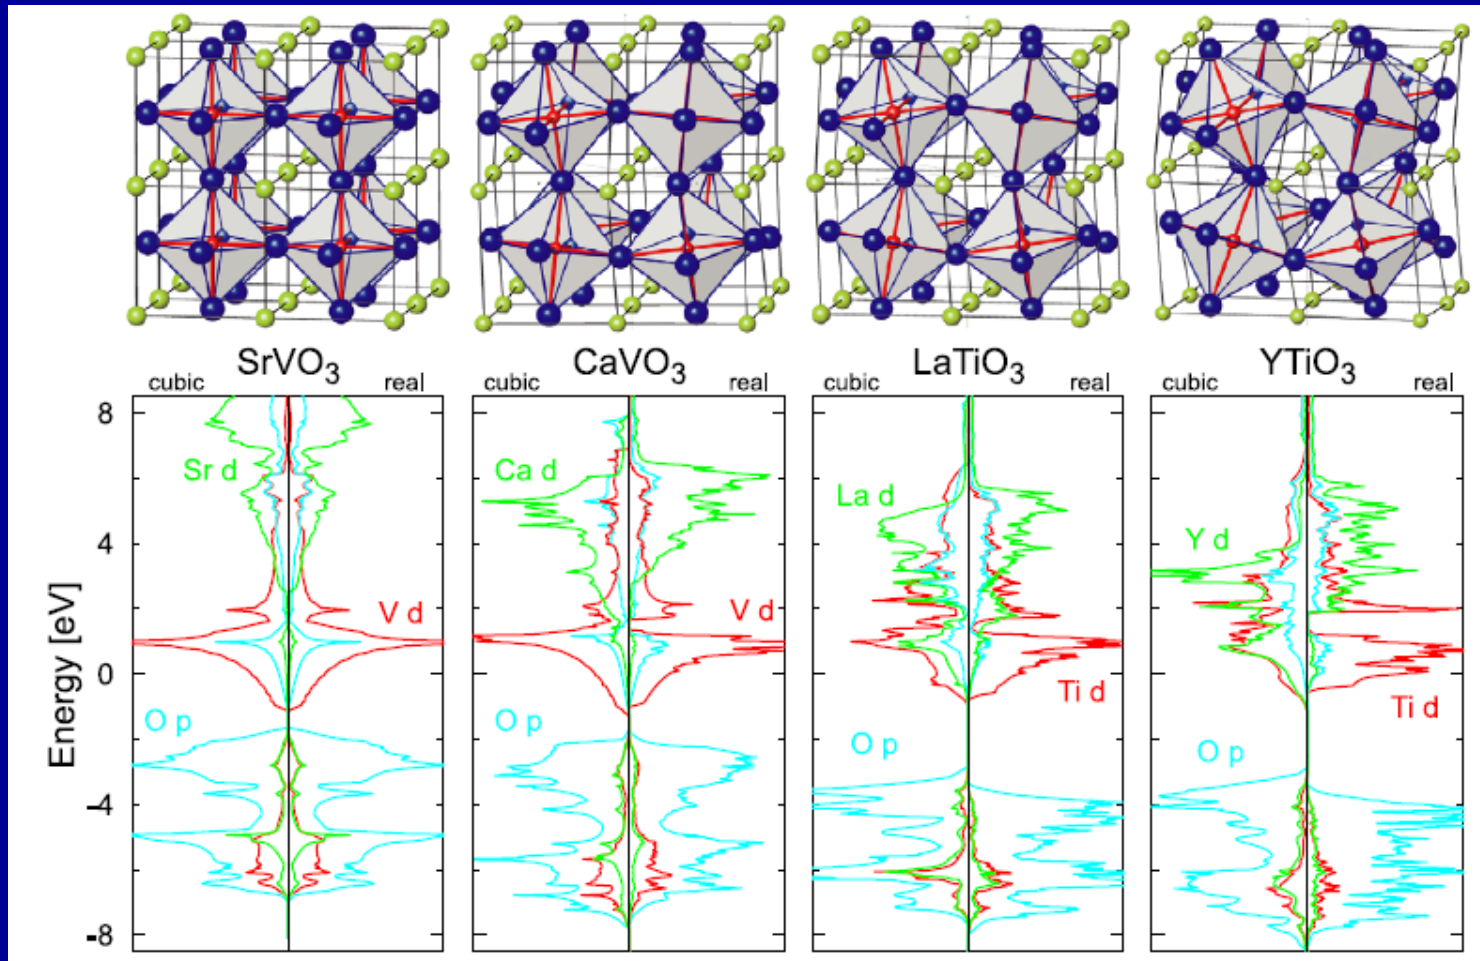 SrVO₃
cubic real
CaVO₃
cubic real
LaTiO₃
cubic real
YTiO₃
cubic real
Energy [eV]
8
4
0
-4
-8
Sr d
V d
O p
Ca d
V d
O p
La d
Ti d
O p
Y d
Ti d
O p